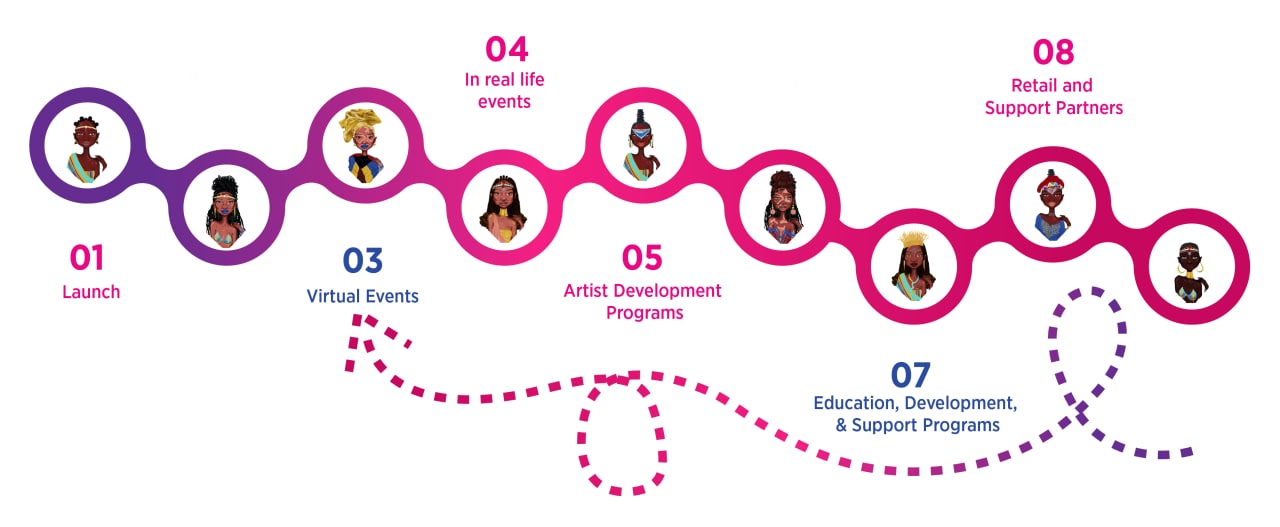 01
Launch
03
Virtual Events
04
In real life
events
05
Artist Development
Programs
07
Education, Development,
& Support Programs
08
Retail and
Support Partners